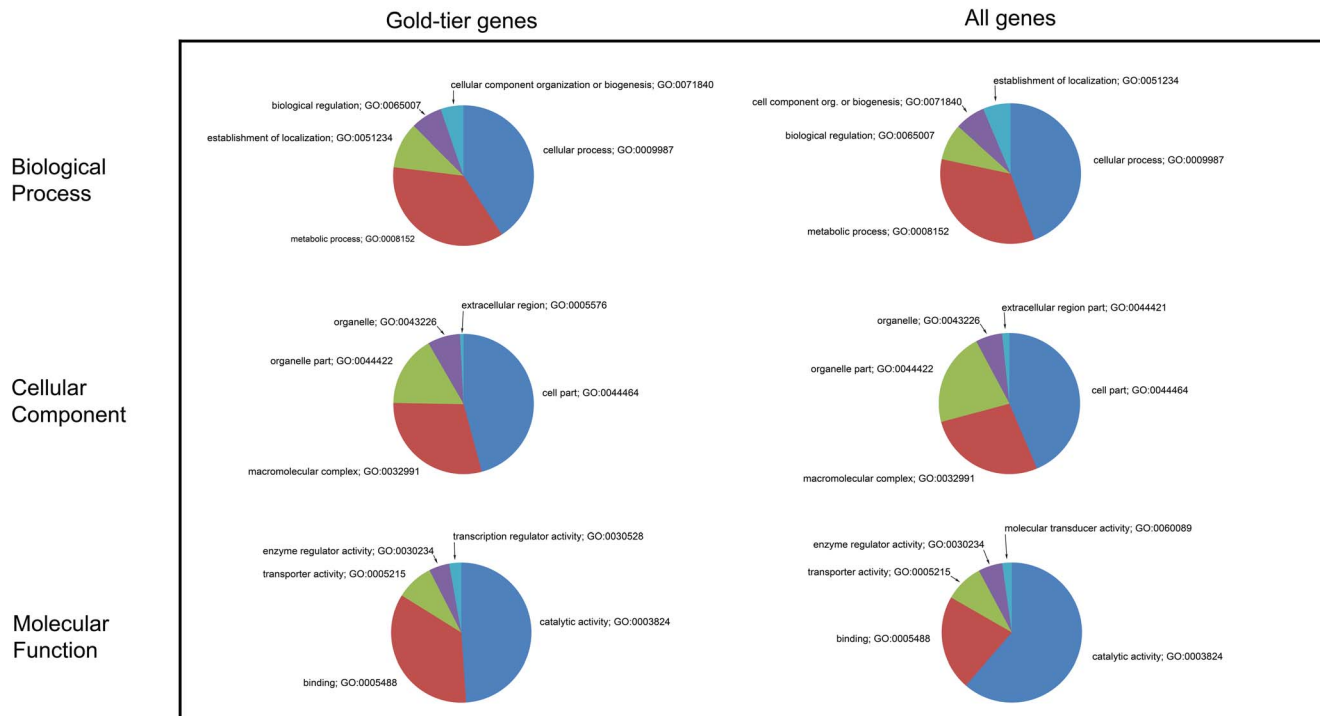 Gold-tier genes
All genes
Biological
Process
cellular component organization or biogenesis; GO:0071840
biological regulation; GO:0065007
establishment of localization; GO:0051234
cellular process; GO:0009987
metabolic process; GO:0008152
establishment of localization; GO:0051234
cell component org. or biogenesis; GO:0071840
biological regulation; GO:0065007
cellular process; GO:0009987
metabolic process; GO:0008152
Cellular
Component
extracellular region; GO:0005576
organelle; GO:0043226
organelle part; GO:0044422
cell part; GO:0044464
macromolecular complex; GO:0032991
extracellular region part; GO:0044421
organelle; GO:0043226
organelle part; GO:0044422
cell part; GO:0044464
macromolecular complex; GO:0032991
Molecular
Function
transcription regulator activity; GO:0030528
enzyme regulator activity; GO:0030234
transporter activity; GO:0005215
catalytic activity; GO:0003824
binding; GO:0005488
molecular transducer activity; GO:0060089
enzyme regulator activity; GO:0030234
transporter activity; GO:0005215
binding; GO:0005488
catalytic activity; GO:0003824